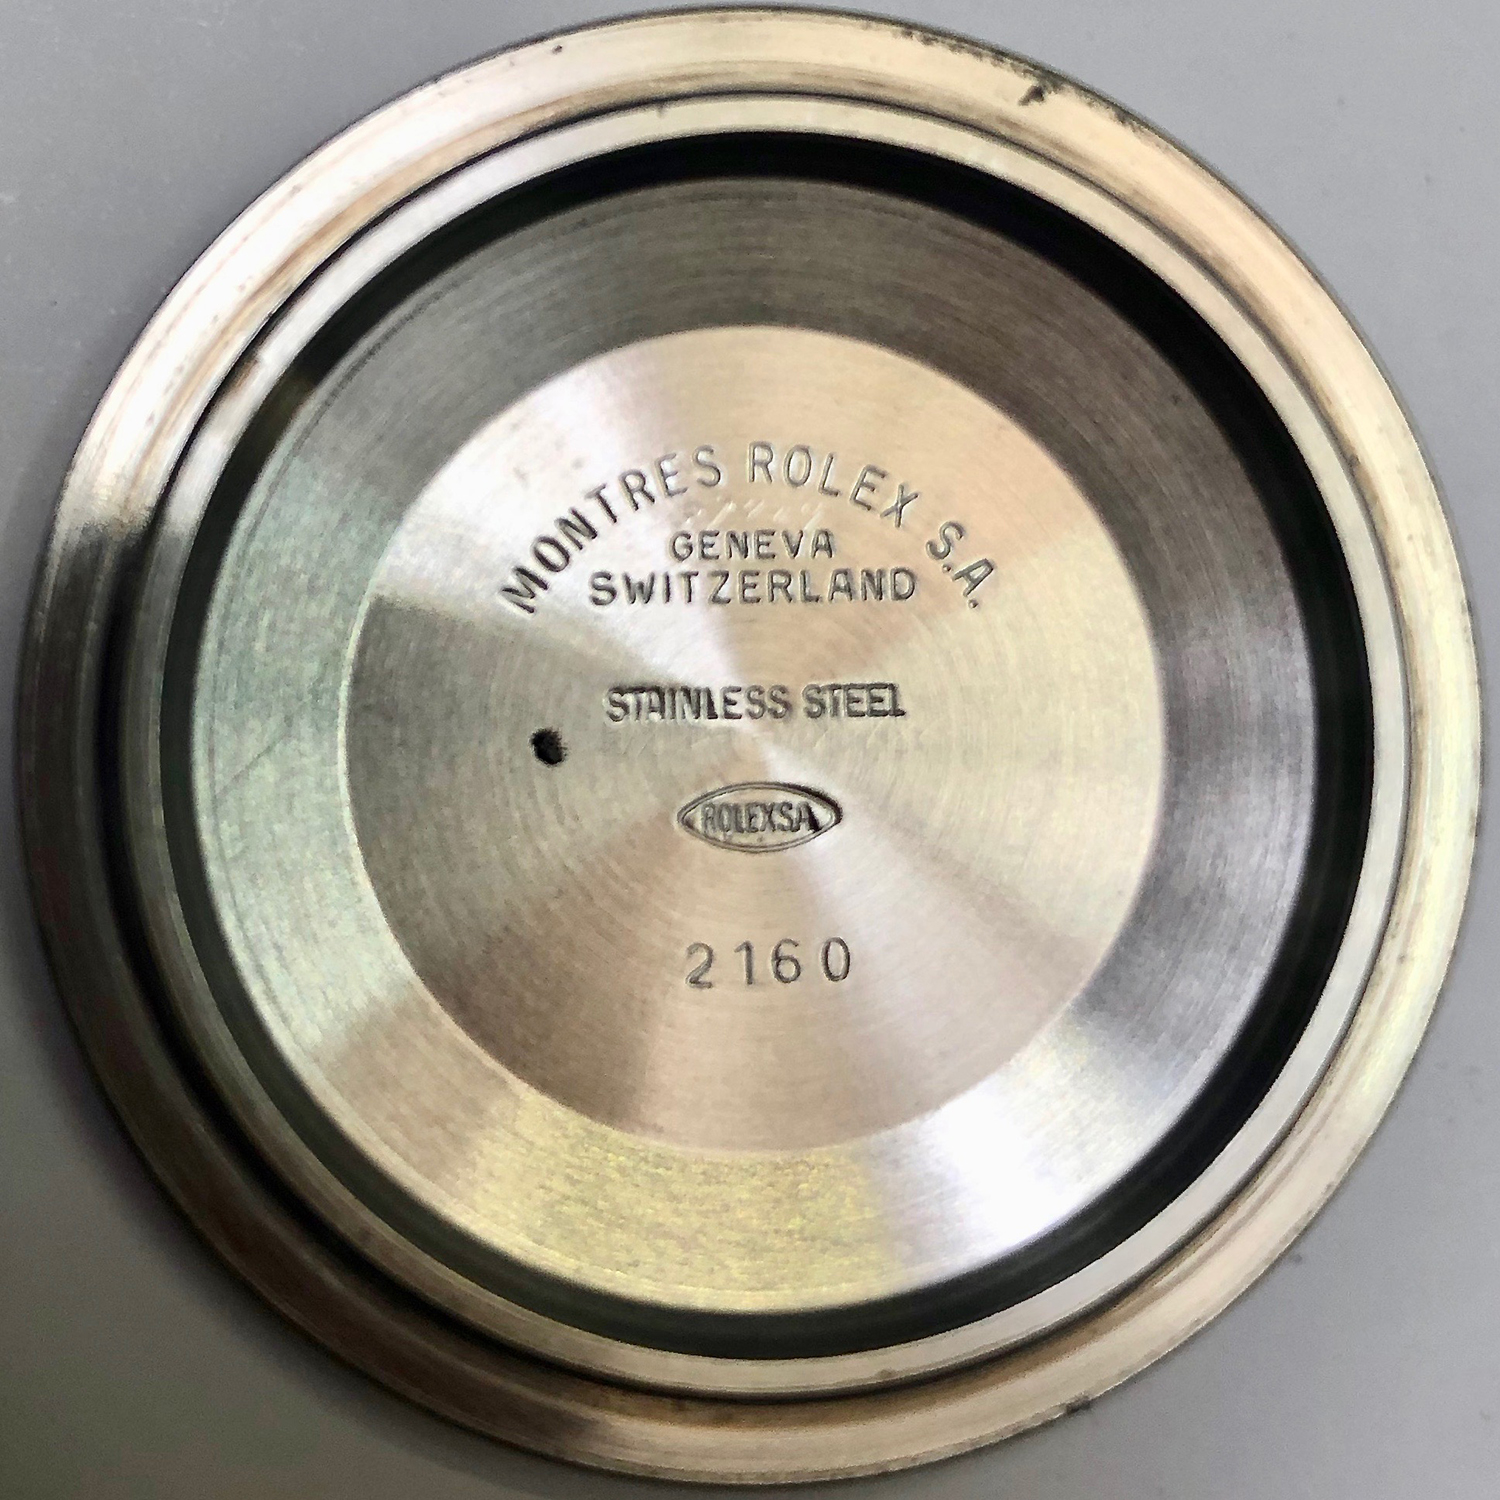 MONTRES ROLEX S.A.
GENEVA
SWITZERLAND
STAINLESS STEEL
ROLEXSA
2160